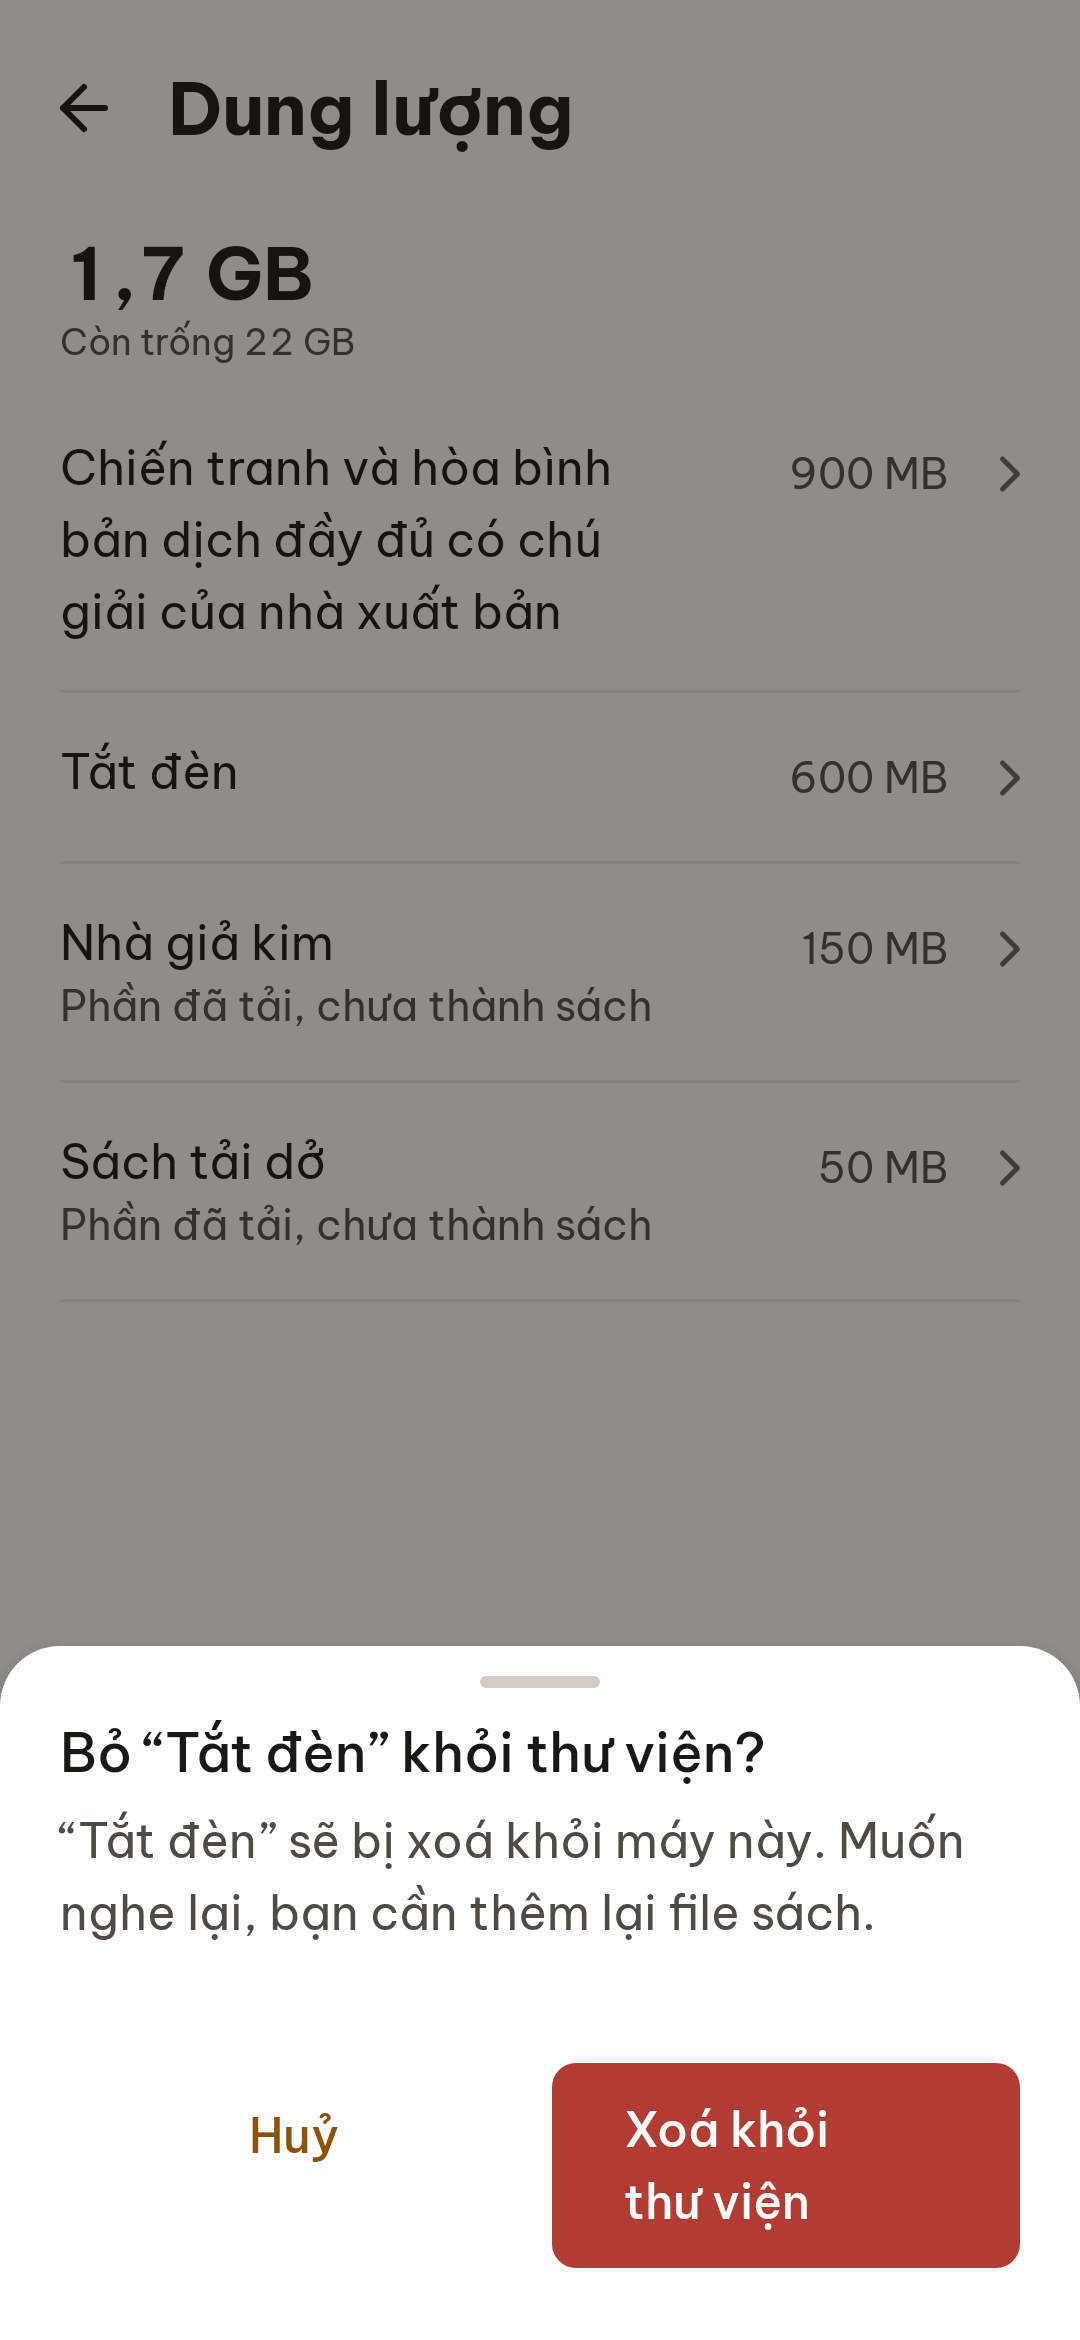 Dung lượng
1,7 GB
Còn trống 22 GB
Chiến tranh và hòa bình
bản dịch đầy đủ có chú
giải của nhà xuất bản
900 MB
Tắt đèn
600 MB
Nhà giả kim
150 MB
Phần đã tải, chưa thành sách
Sách tải dở
50 MB
Phần đã tải, chưa thành sách
Bỏ “Tắt đèn” khỏi thư viện?
“Tắt đèn” sẽ bị xoá khỏi máy này. Muốn
nghe lại, bạn cần thêm lại file sách.
Huỷ
Xoá khỏi
thư viện